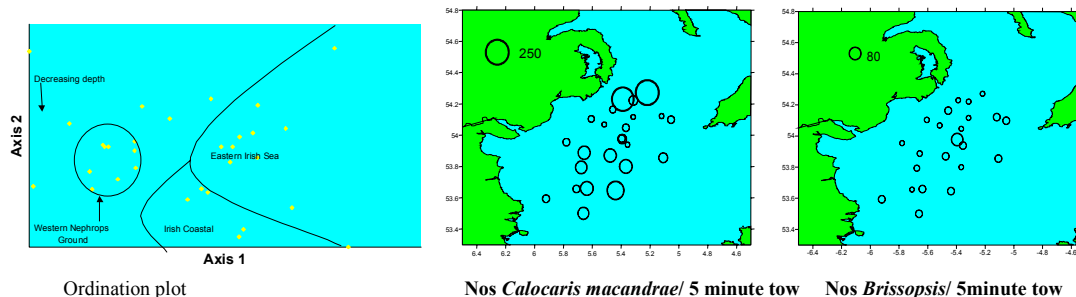 Decreasing depth
Axis 2
Eastern Irish Sea
Western Nephrops
Ground
Irish Coastal
Axis 1
Ordination plot
54.8
54.6
54.4
54.2
54
53.8
53.6
53.4
250
-6.4 -6.2 -6 -5.8 -5.6 -5.4 -5.2 -5 -4.8 -4.6
Nos Calocaris macandrae/ 5 minute tow
54.8
54.6
54.4
54.2
54
53.8
53.6
53.4
80
-6.4 -6.2 -6 -5.8 -5.6 -5.4 -5.2 -5 -4.8 -4.6
Nos Brissopsis/ 5minute tow